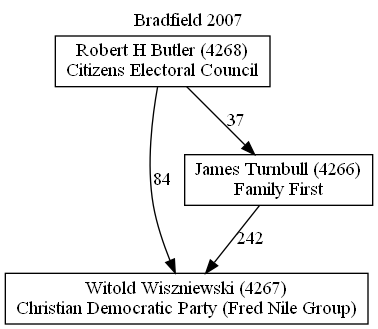 Bradfield 2007
Robert H Butler (4268)
Citizens Electoral Council
37
James Turnbull (4266)
Family First
84
242
Witold Wiszniewski (4267)
Christian Democratic Party (Fred Nile Group)